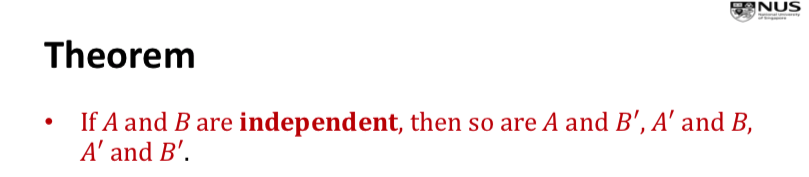 NUS
National University
of Singapore
Theorem
• If A and B are independent, then so are A and B′, A′ and B,
A′ and B′.